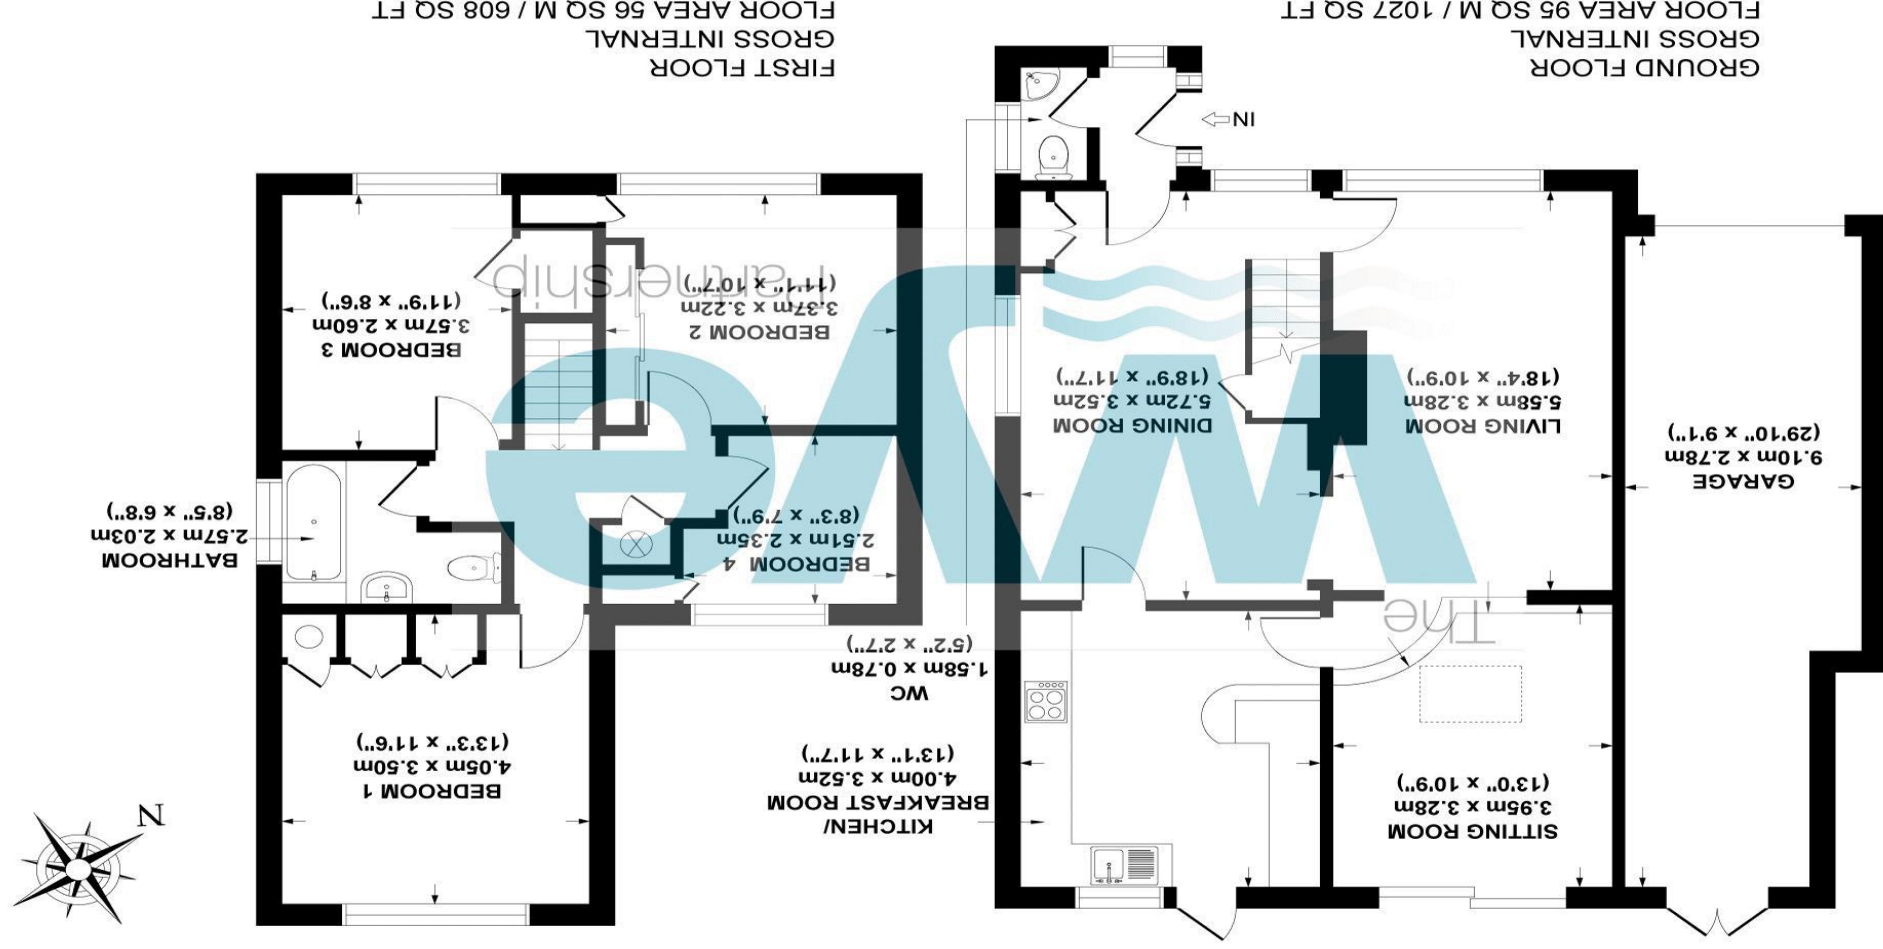 SITTING ROOM
3.95m x 3.28m
(13'0" x 10'9")
KITCHEN/
BREAKFAST ROOM
4.00m x 3.52m
(13'1" x 11'7")
BEDROOM 1
4.05m x 3.50m
(13'3" x 11'6")
N
WC
1.58m x 0.78m
(5'2" x 2'7")
The
wye
Partnership
GARAGE
9.10m x 2.78m
(29'10" x 9'1")
LIVING ROOM
5.58m x 3.28m
(18'4" x 10'9")
DINING ROOM
5.72m x 3.52m
(18'9" x 11'7")
BEDROOM 4
2.51m x 2.35m
(8'3" x 7'9")
BATHROOM
2.57m x 2.03m
(8'5" x 6'8")
BEDROOM 2
3.37m x 3.22m
(11'1" x 10'7")
BEDROOM 3
3.57m x 2.60m
(11'9" x 8'6")
IN
GROUND FLOOR
GROSS INTERNAL
FLOOR AREA 95 SQ M / 1027 SQ FT
FIRST FLOOR
GROSS INTERNAL
FLOOR AREA 56 SQ M / 608 SQ FT